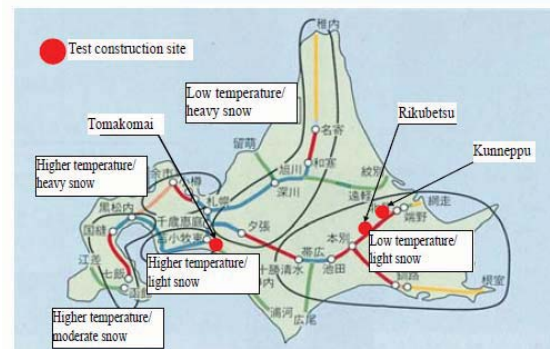 Test construction site
稚内
Low temperature/
heavy snow
Rikubetsu
Tomakomai
名寄
Kunneppu
留萌
和寒
紋別
Higher temperature/
heavy snow
余市
小樽
旭川
深川
遠軽
網走
端野
黒松内
札幌
千歳恵庭
夕張
国縫
苫小牧東
本別
Low temperature/
light snow
江差
七飯
函館
Higher temperature/
light snow
十勝清水
帯広
池田
釧路
根室
Higher temperature/
moderate snow
浦河
広尾